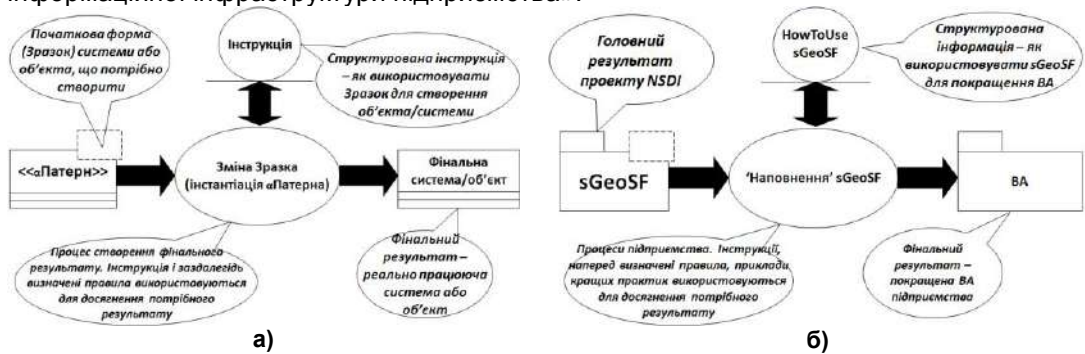 інформаційної інфраструктури підприємства".
Початкова форма
(Зразок) системи або
об'єкта, що потрібно
створити
Інструкція
Структурована інструкція
– як використовувати
Зразок для створення
об'єкта/системи
<<αПатерн>>
Зміна Зразка
(інстантіація αПатерна)
Фінальна
система/об'єкт
Процес створення фінального
результату. Інструкція і заздалегідь
визначені правила використовуються
для досягнення потрібного
результату
Фінальний
результат –
реально працююча
система або
об'єкт
а)
Головний
результат
проекту NSDI
HowToUse
sGeoSF
Структурована
інформація – як
використовувати sGeoSF
для покращення ВА
sGeoSF
'Наповнення' sGeoSF
ВА
Процеси підприємства. Інструкції,
наперед визначені правила, приклади
кращих практик використовуються
для досягнення потрібного
результату
Фінальний
результат –
покращена ВА
підприємства
б)